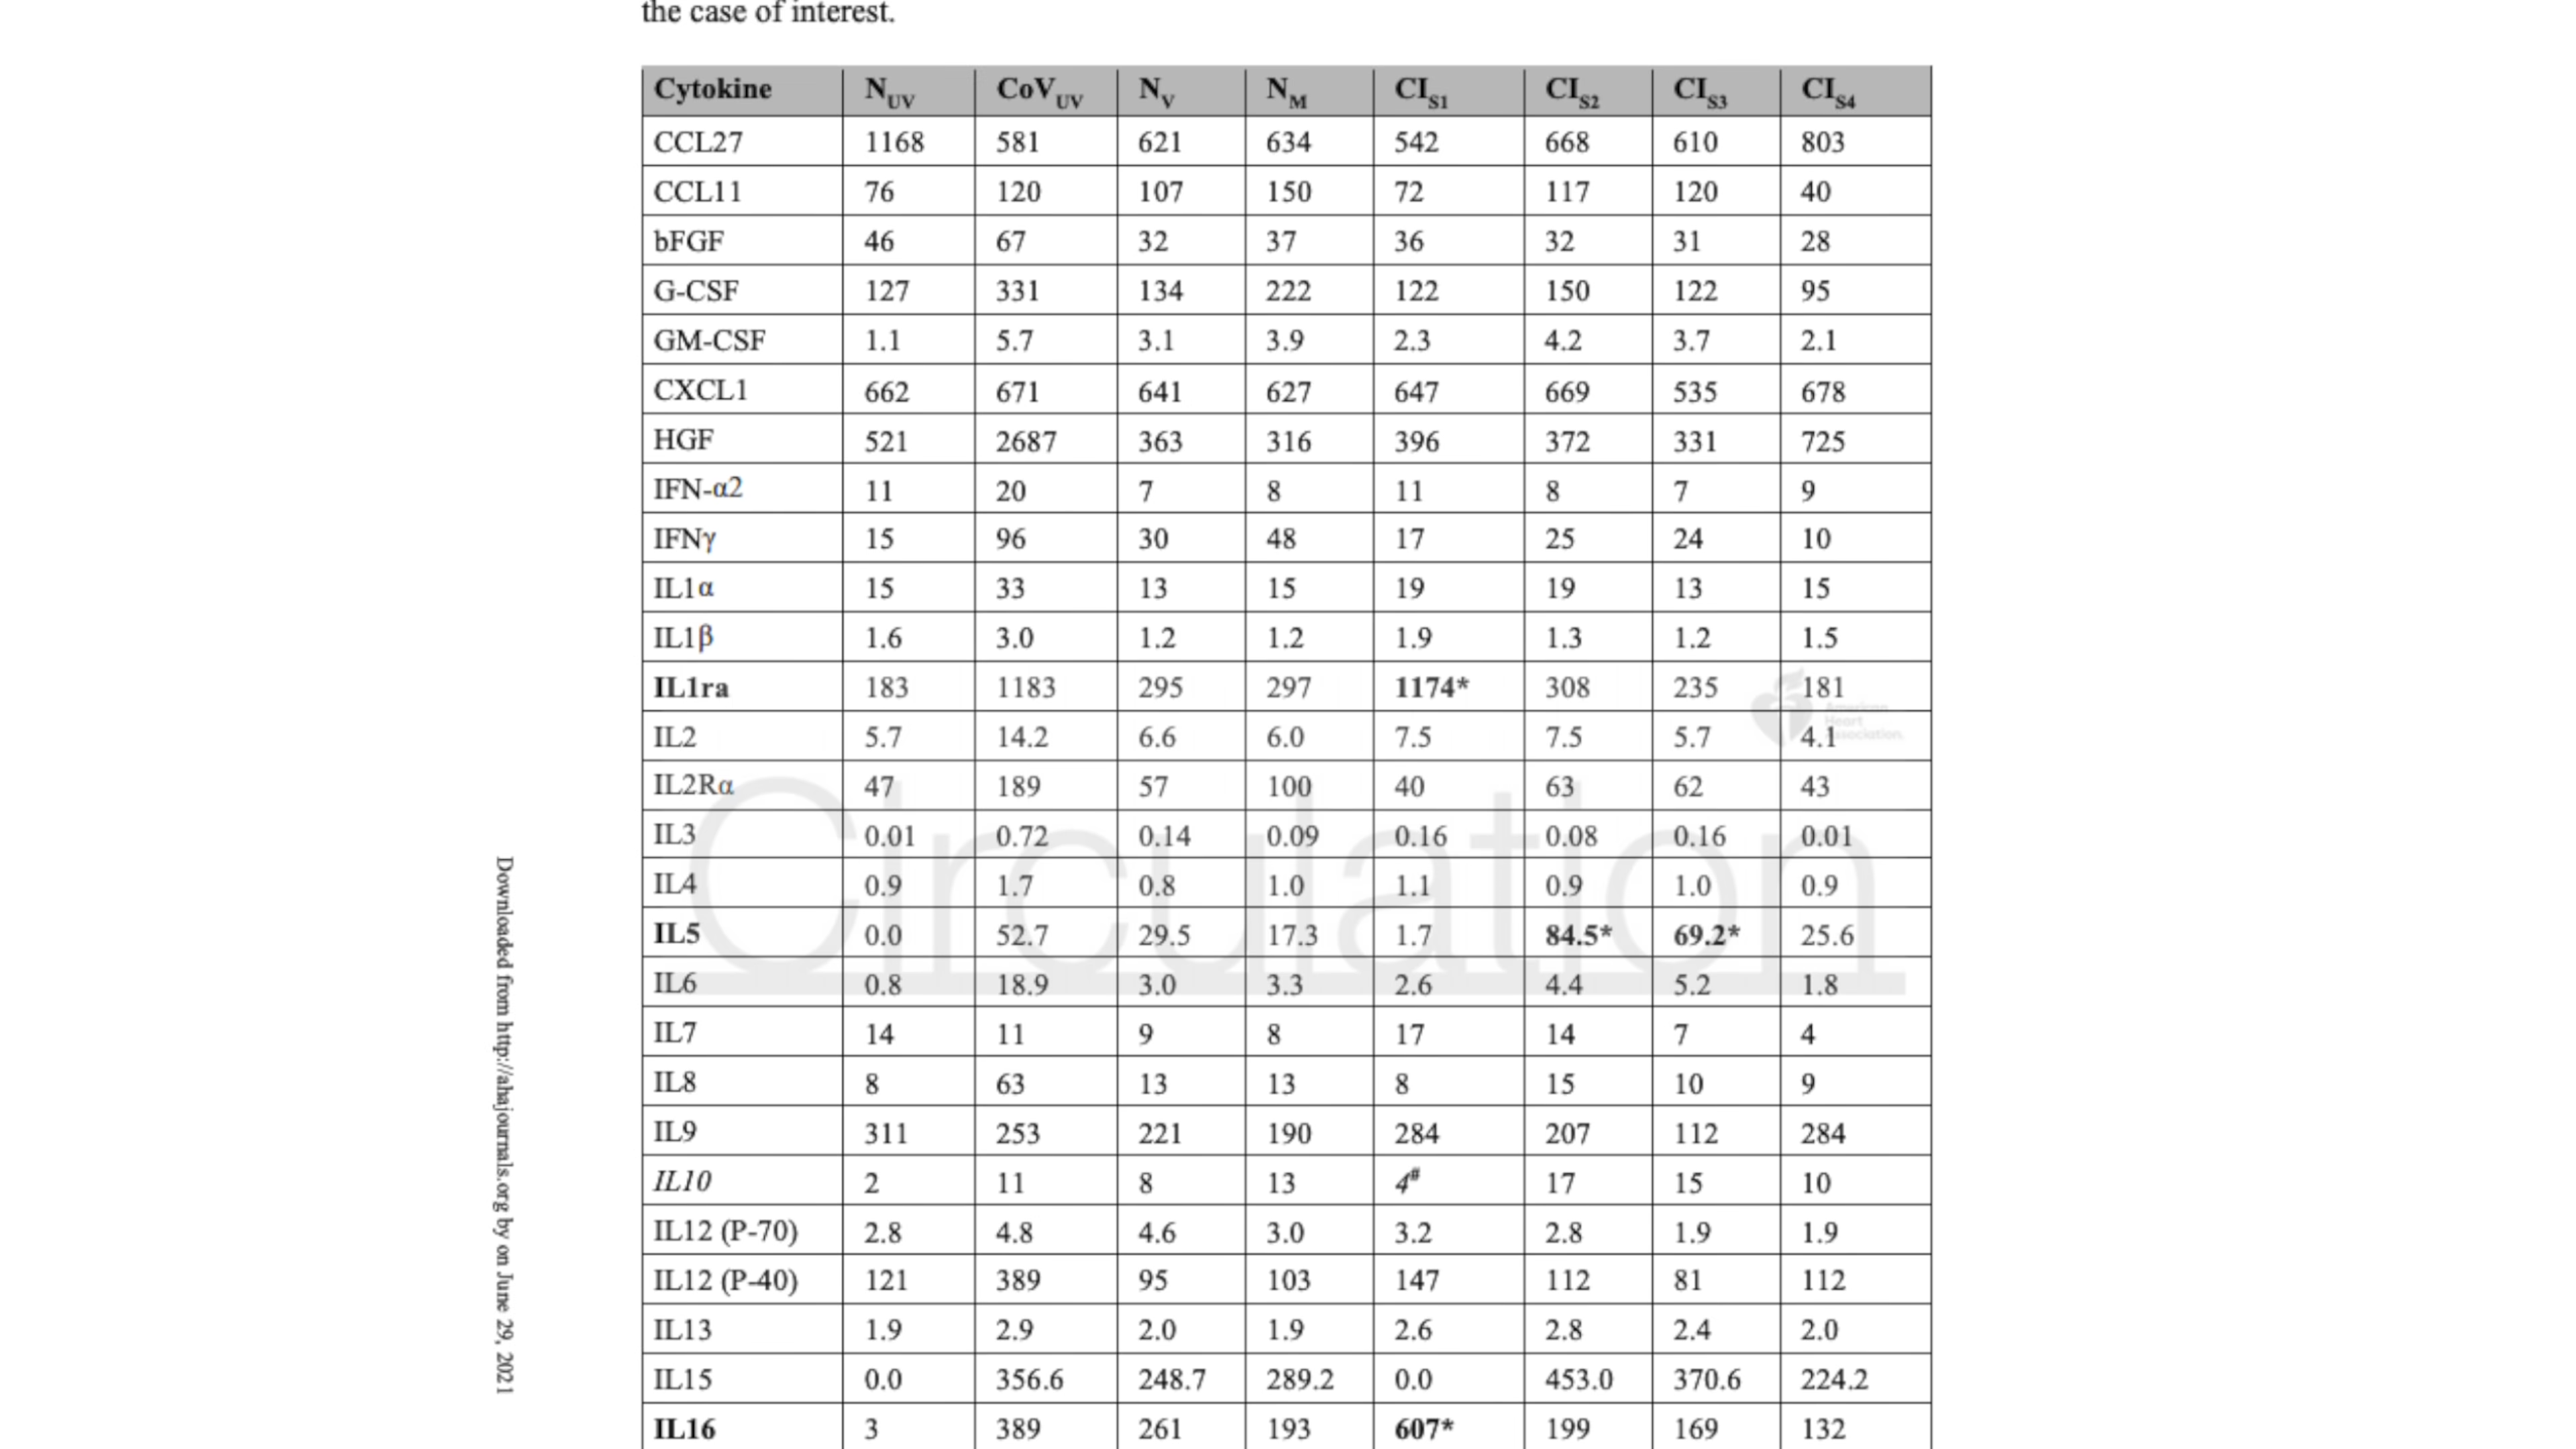 the case of interest.
Cytokine N_UV CoV_UV N_V N_M CI_S1 CI_S2 CI_S3 CI_S4
CCL27 1168 581 621 634 542 668 610 803
CCL11 76 120 107 150 72 117 120 40
bFGF 46 67 32 37 36 32 31 28
G-CSF 127 331 134 222 122 150 122 95
GM-CSF 1.1 5.7 3.1 3.9 2.3 4.2 3.7 2.1
CXCL1 662 671 641 627 647 669 535 678
HGF 521 2687 363 316 396 372 331 725
IFN-α2 11 20 7 8 11 8 7 9
IFNγ 15 96 30 48 17 25 24 10
IL1α 15 33 13 15 19 19 13 15
IL1β 1.6 3.0 1.2 1.2 1.9 1.3 1.2 1.5
IL1ra 183 1183 295 297 1174* 308 235 181
IL2 5.7 14.2 6.6 6.0 7.5 7.5 5.7 4.1
American
Heart
Association.
IL2Rα 47 189 57 100 40 63 62 43
IL3 0.01 0.72 0.14 0.09 0.16 0.08 0.16 0.01
IL4 0.9 1.7 0.8 1.0 1.1 0.9 1.0 0.9
Circulation
IL5 0.0 52.7 29.5 17.3 1.7 84.5* 69.2* 25.6
IL6 0.8 18.9 3.0 3.3 2.6 4.4 5.2 1.8
IL7 14 11 9 8 17 14 7 4
IL8 8 63 13 13 8 15 10 9
IL9 311 253 221 190 284 207 112 284
IL10 2 11 8 13 4# 17 15 10
IL12 (P-70) 2.8 4.8 4.6 3.0 3.2 2.8 1.9 1.9
IL12 (P-40) 121 389 95 103 147 112 81 112
IL13 1.9 2.9 2.0 1.9 2.6 2.8 2.4 2.0
IL15 0.0 356.6 248.7 289.2 0.0 453.0 370.6 224.2
IL16 3 389 261 193 607* 199 169 132
Downloaded from http://ahajournals.org by on June 29, 2021